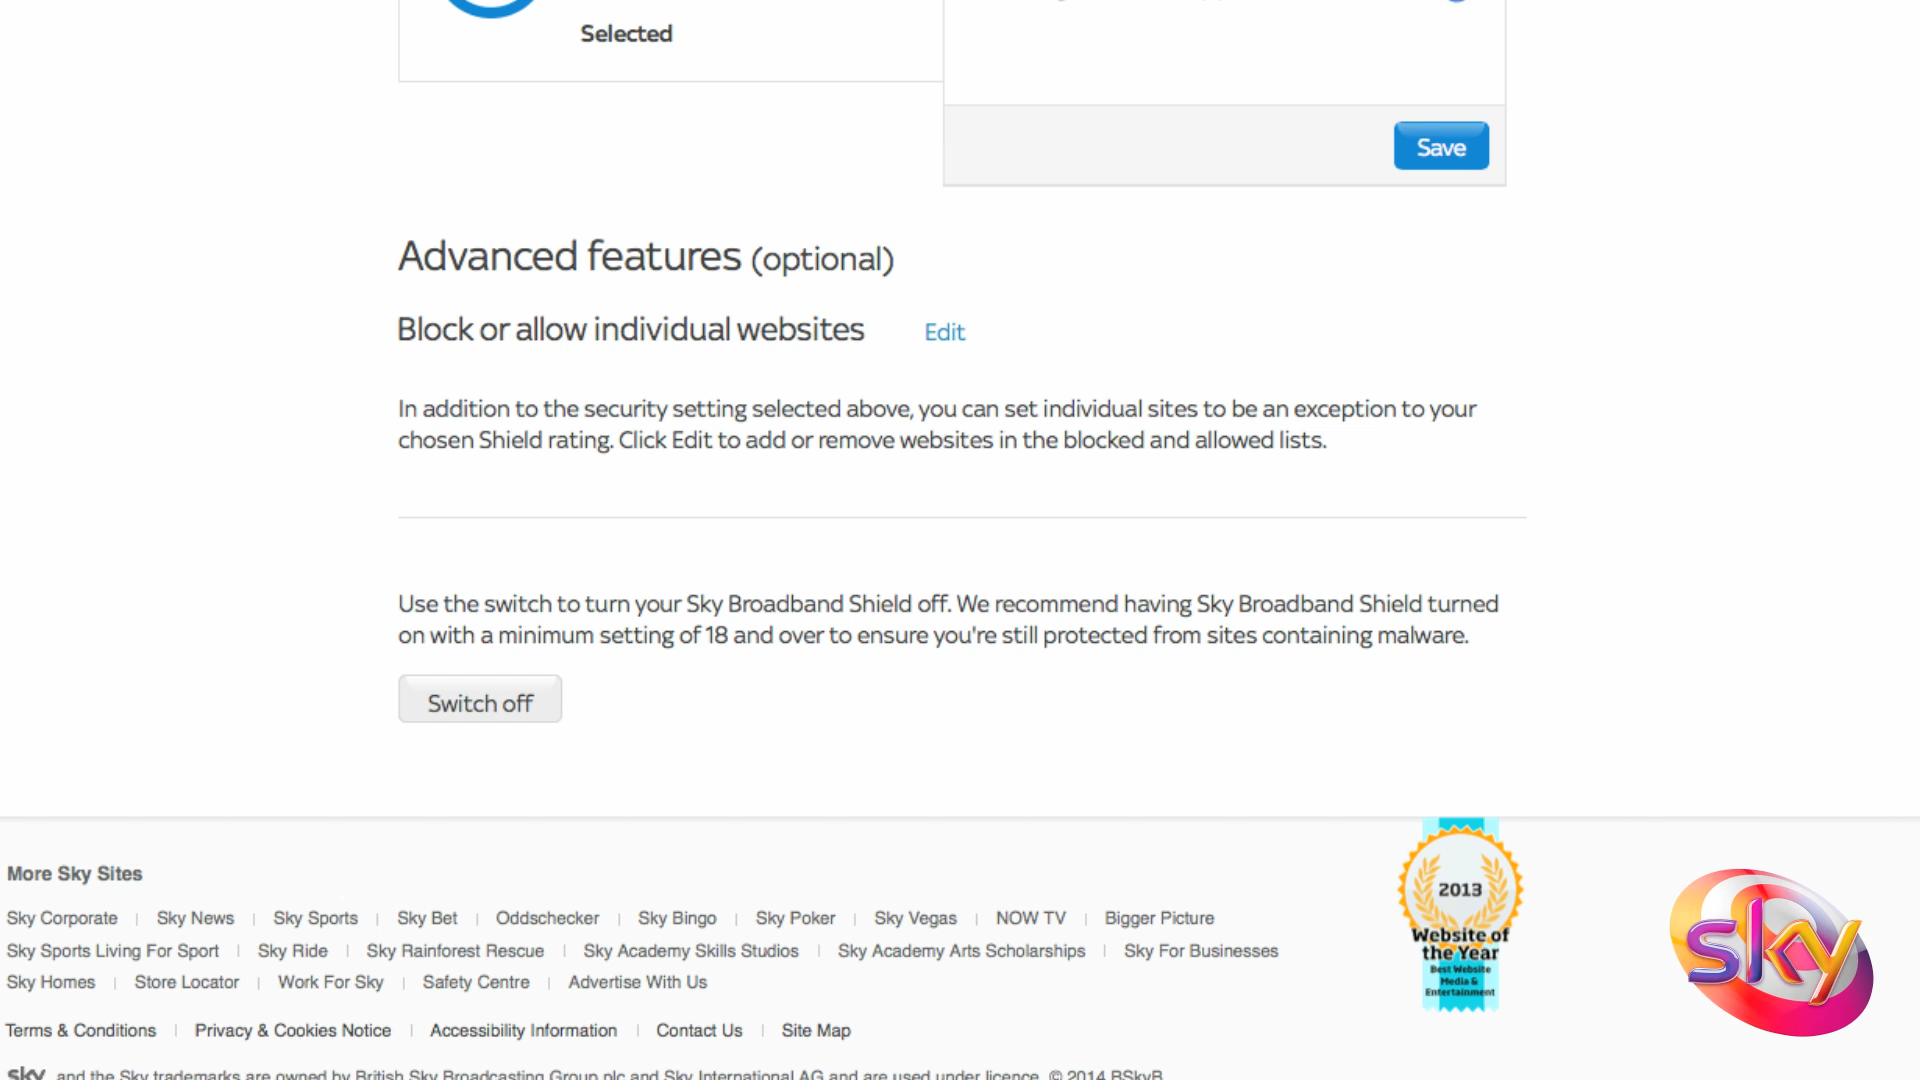 Selected
Save
Advanced features (optional)
Block or allow individual websites Edit
In addition to the security setting selected above, you can set individual sites to be an exception to your
chosen Shield rating. Click Edit to add or remove websites in the blocked and allowed lists.
Use the switch to turn your Sky Broadband Shield off. We recommend having Sky Broadband Shield turned
on with a minimum setting of 18 and over to ensure you're still protected from sites containing malware.
Switch off
More Sky Sites
Sky Corporate | Sky News | Sky Sports | Sky Bet | Oddschecker | Sky Bingo | Sky Poker | Sky Vegas | NOW TV | Bigger Picture
Sky Sports Living For Sport | Sky Ride | Sky Rainforest Rescue | Sky Academy Skills Studios | Sky Academy Arts Scholarships | Sky For Businesses
Sky Homes | Store Locator | Work For Sky | Safety Centre | Advertise With Us
Terms & Conditions | Privacy & Cookies Notice | Accessibility Information | Contact Us | Site Map
sky and the Sky trademarks are owned by British Sky Broadcasting Group plc and Sky International AG and are used under licence. © 2014 BSkyB
2013
Website of
the Year
Best Website
Media &
Entertainment
sky